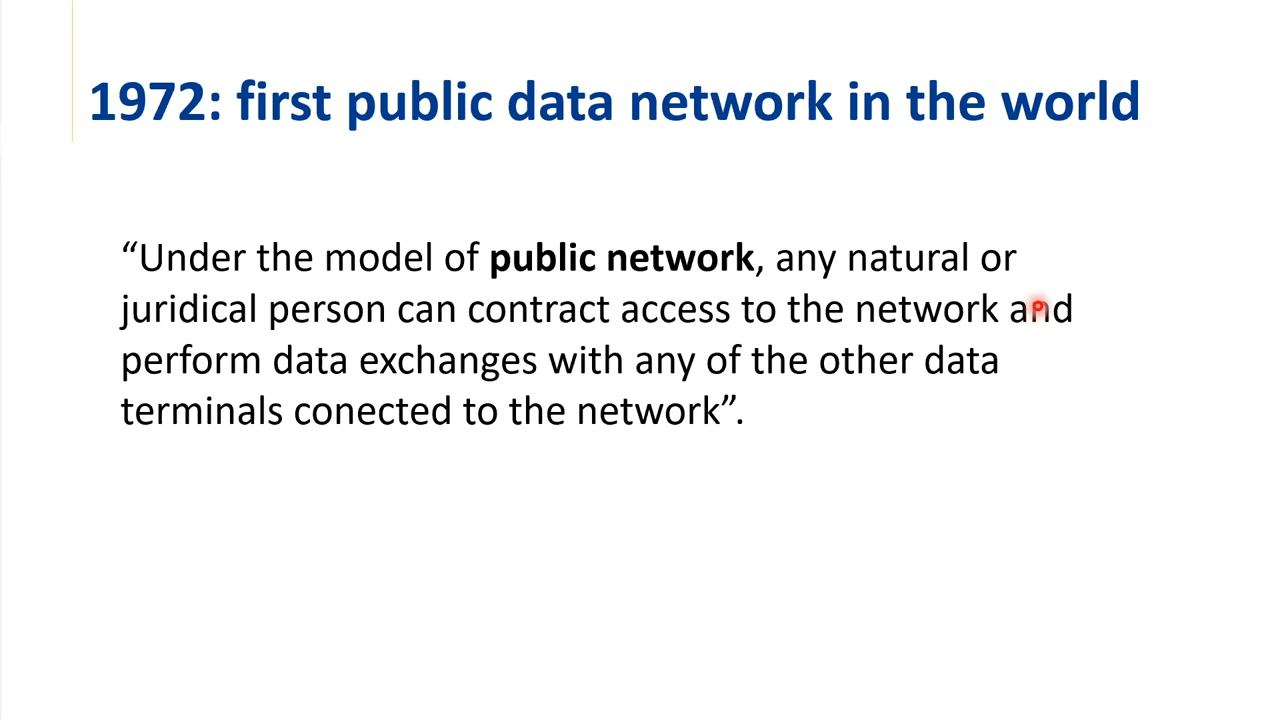 1972: first public data network in the world
“Under the model of public network, any natural or
juridical person can contract access to the network and
perform data exchanges with any of the other data
terminals conected to the network”.